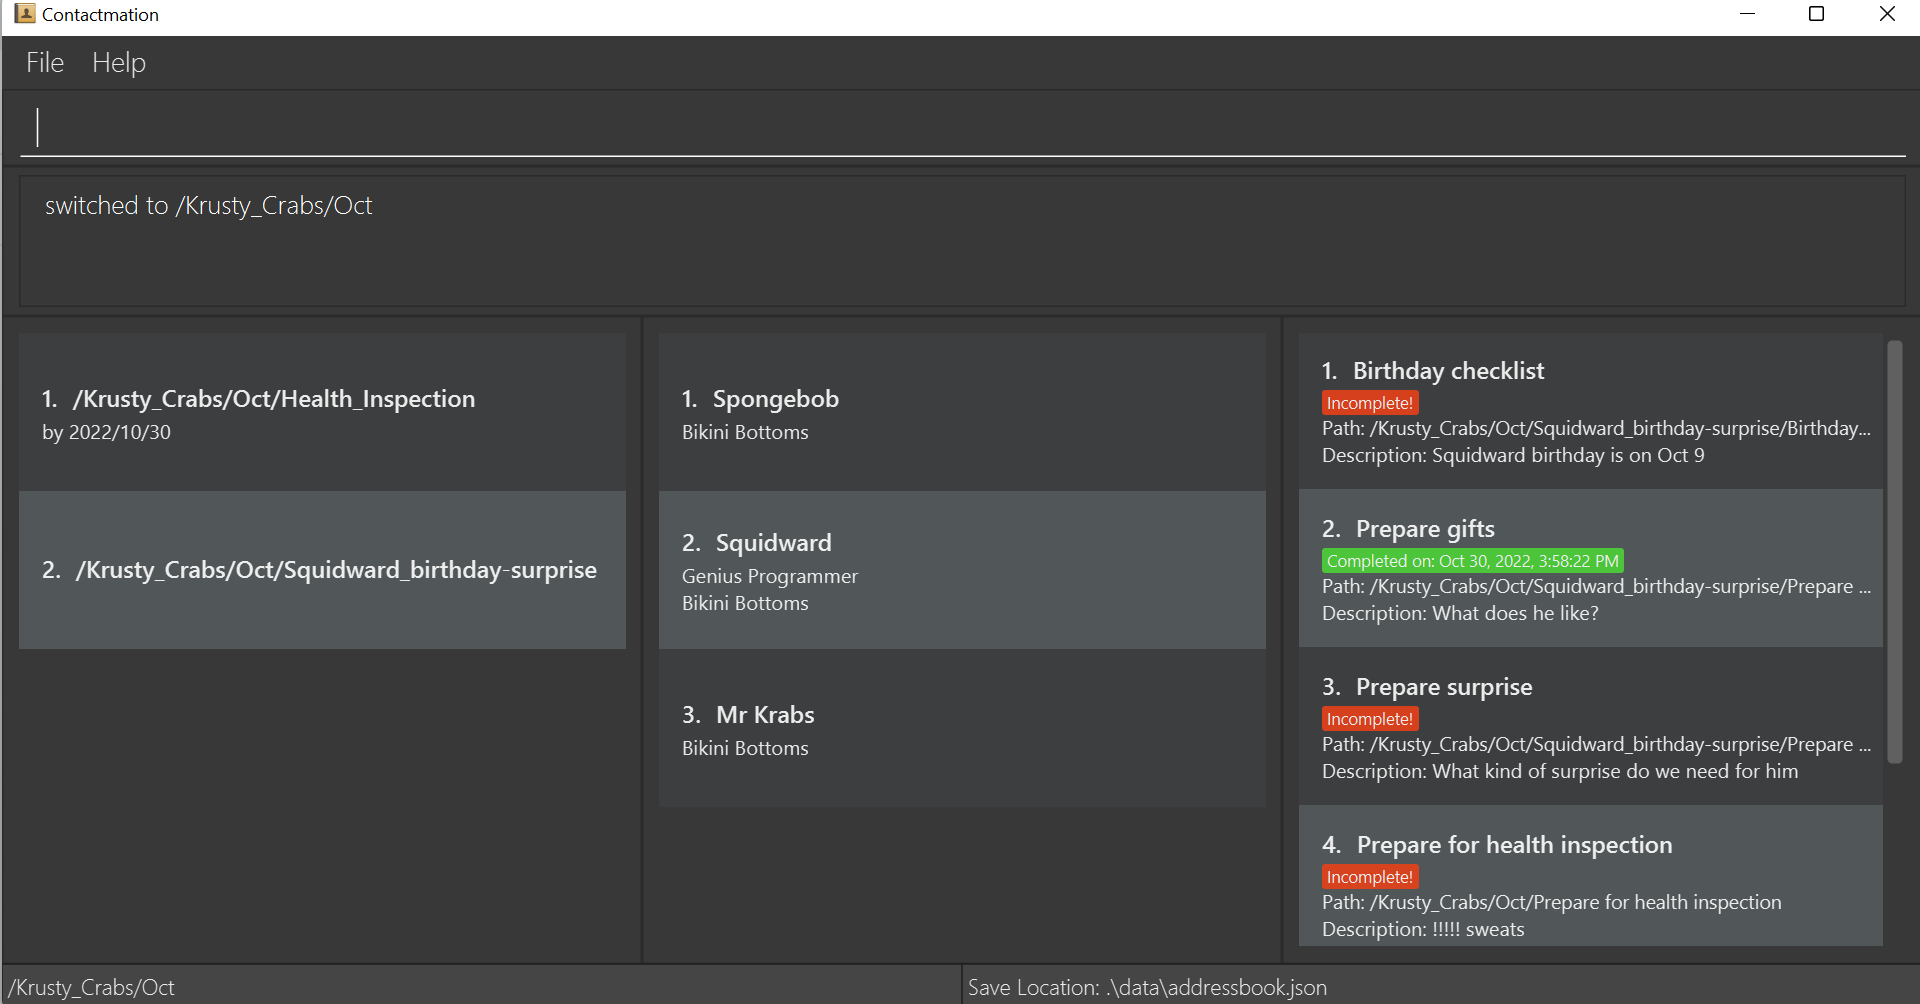 Contactmation
File Help
switched to /Krusty_Crabs/Oct
1. /Krusty_Crabs/Oct/Health_Inspection
by 2022/10/30
2. /Krusty_Crabs/Oct/Squidward_birthday-surprise
1. Spongebob
Bikini Bottoms
2. Squidward
Genius Programmer
Bikini Bottoms
3. Mr Krabs
Bikini Bottoms
1. Birthday checklist
Incomplete!
Path: /Krusty_Crabs/Oct/Squidward_birthday-surprise/Birthday...
Description: Squidward birthday is on Oct 9
2. Prepare gifts
Completed on: Oct 30, 2022, 3:58:22 PM
Path: /Krusty_Crabs/Oct/Squidward_birthday-surprise/Prepare ...
Description: What does he like?
3. Prepare surprise
Incomplete!
Path: /Krusty_Crabs/Oct/Squidward_birthday-surprise/Prepare ...
Description: What kind of surprise do we need for him
4. Prepare for health inspection
Incomplete!
Path: /Krusty_Crabs/Oct/Prepare for health inspection
Description: !!!!! sweats
/Krusty_Crabs/Oct
Save Location: .\data\addressbook.json